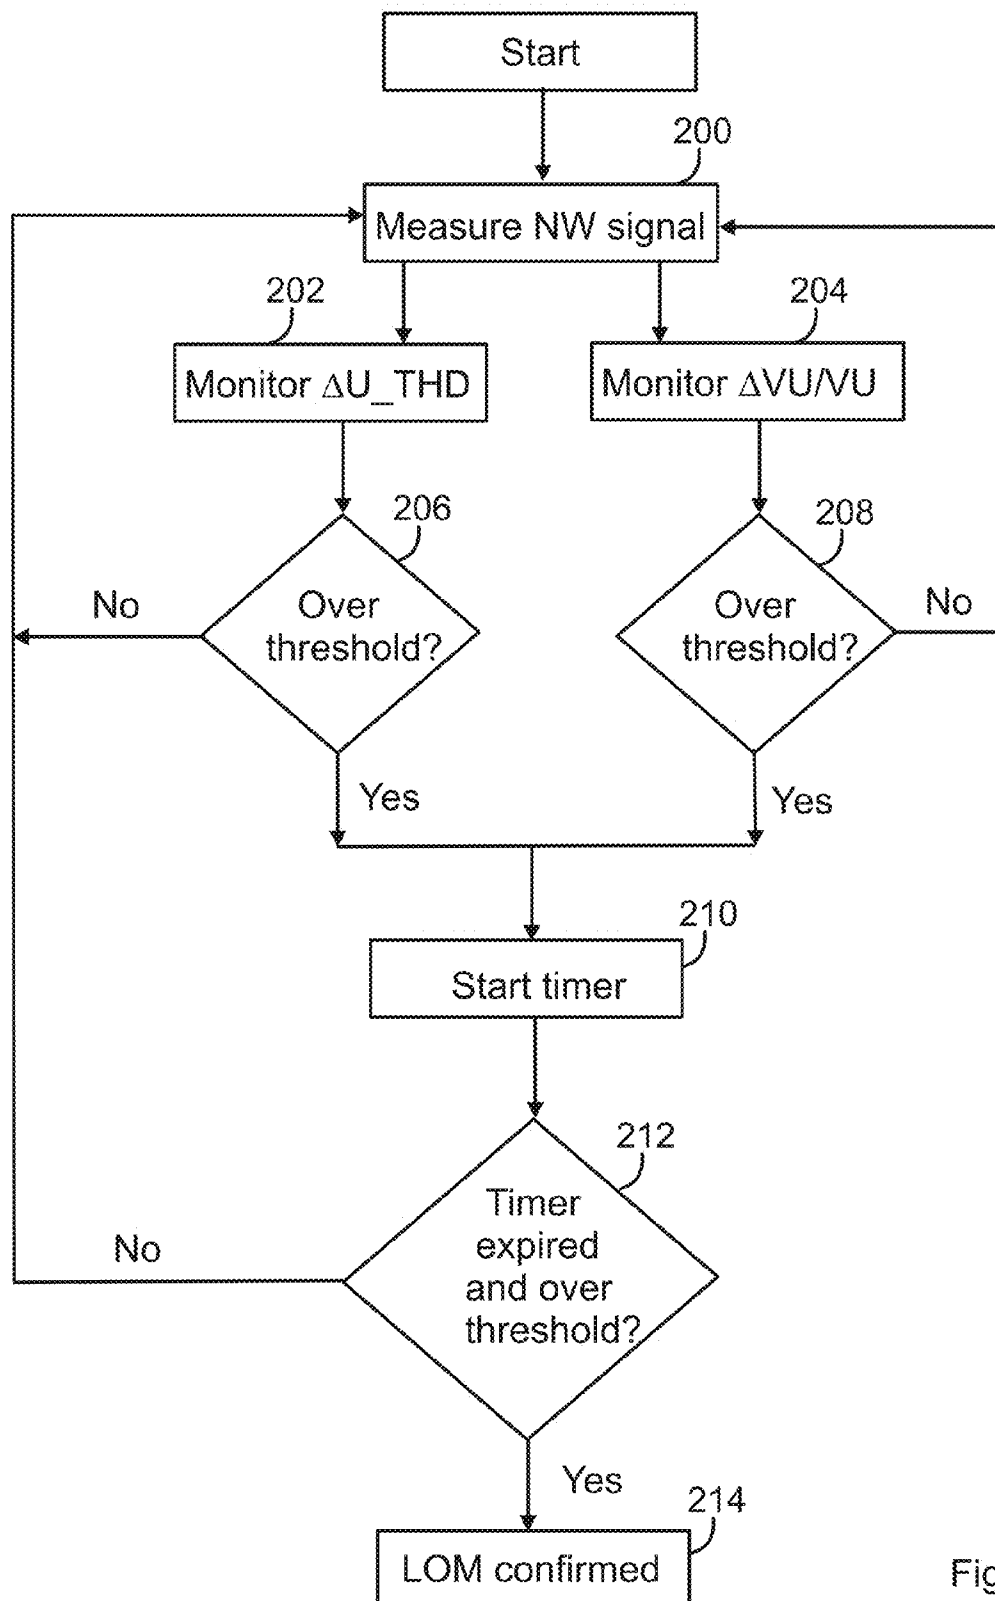 Start
200
Measure NW signal
202
204
Monitor ΔU_THD
Monitor ΔVU/VU
206
208
No
Over
threshold?
Over
threshold?
No
Yes
Yes
210
Start timer
212
Timer
expired
and over
threshold?
No
Yes
214
LOM confirmed
Fig